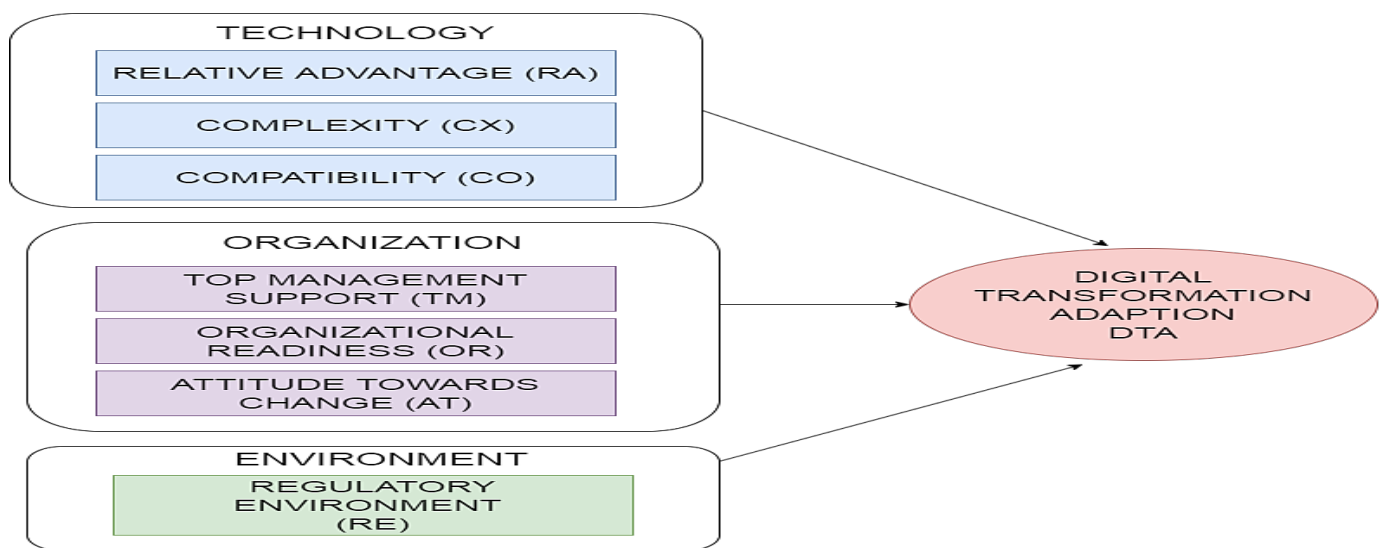 TECHNOLOGY
RELATIVE ADVANTAGE (RA)
COMPLEXITY (CX)
COMPATIBILITY (CO)
ORGANIZATION
TOP MANAGEMENT
SUPPORT (TM)
ORGANIZATIONAL
READINESS (OR)
ATTITUDE TOWARDS
CHANGE (AT)
ENVIRONMENT
REGULATORY
ENVIRONMENT
(RE)
DIGITAL
TRANSFORMATION
ADAPTION
DTA